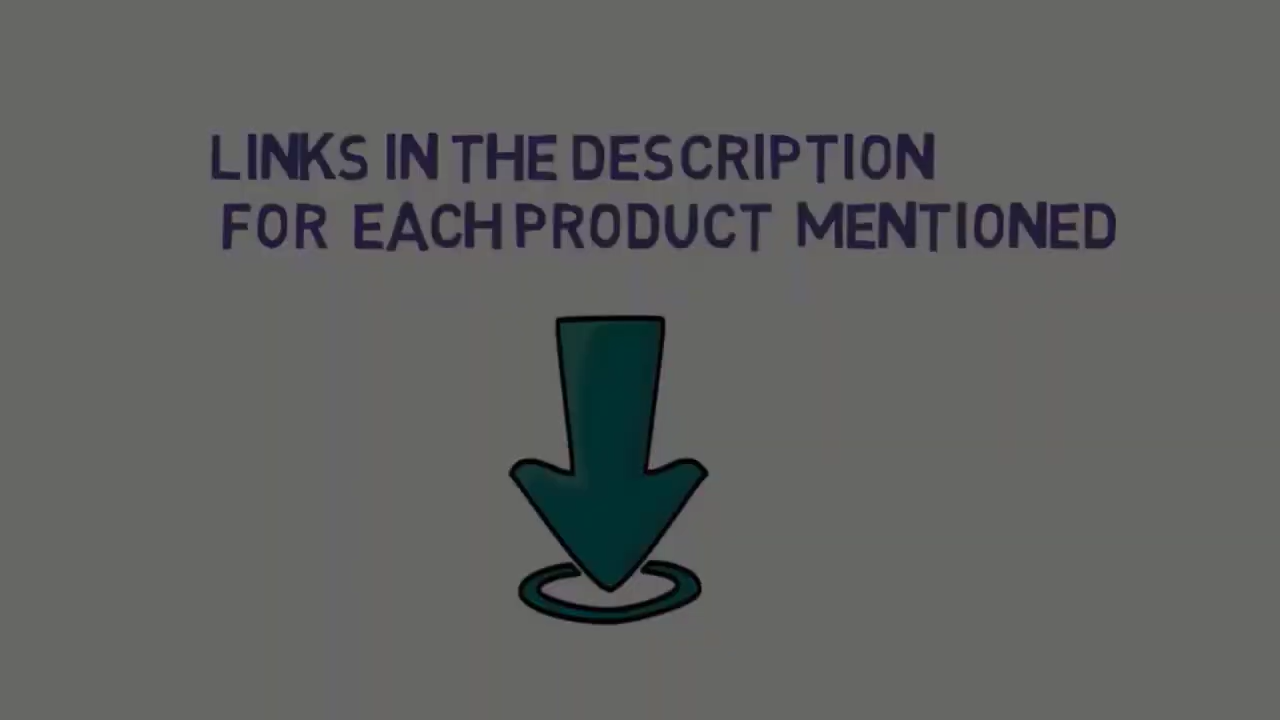 LINKS IN THE DESCRIPTION
FOR EACH PRODUCT MENTIONED